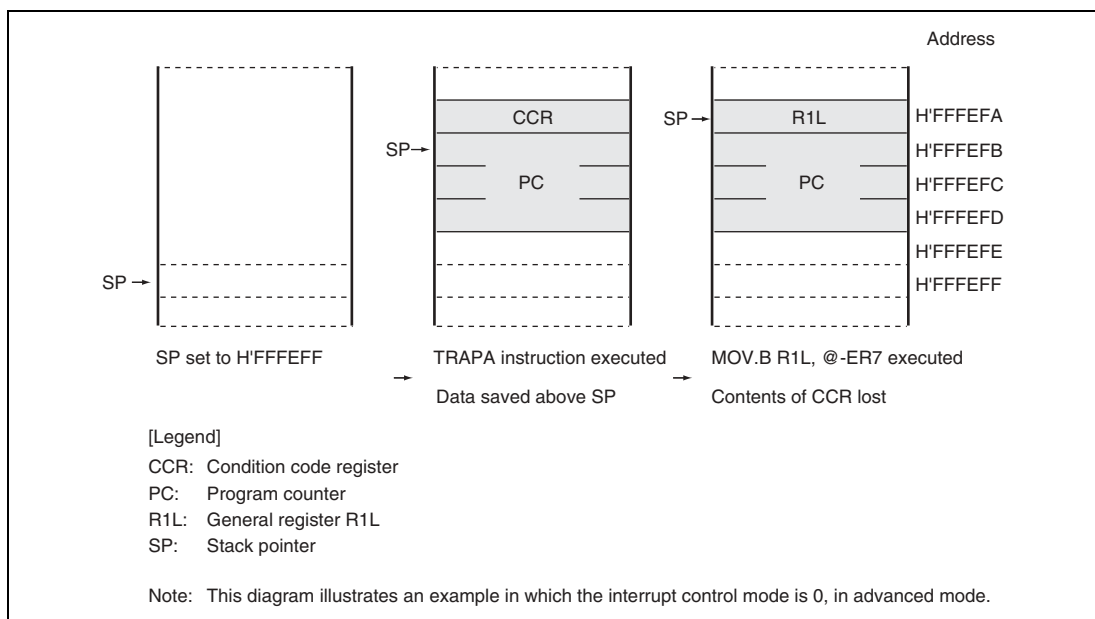 Address
CCR
SP
R1L
H'FFFEFA
SP
H'FFFEFB
PC
PC
H'FFFEFC
H'FFFEFD
H'FFFEFE
SP
H'FFFEFF
SP set to H'FFFEFF
TRAPA instruction executed
MOV.B R1L, @-ER7 executed
Data saved above SP
Contents of CCR lost
[Legend]
CCR: Condition code register
PC: Program counter
R1L: General register R1L
SP: Stack pointer
Note: This diagram illustrates an example in which the interrupt control mode is 0, in advanced mode.